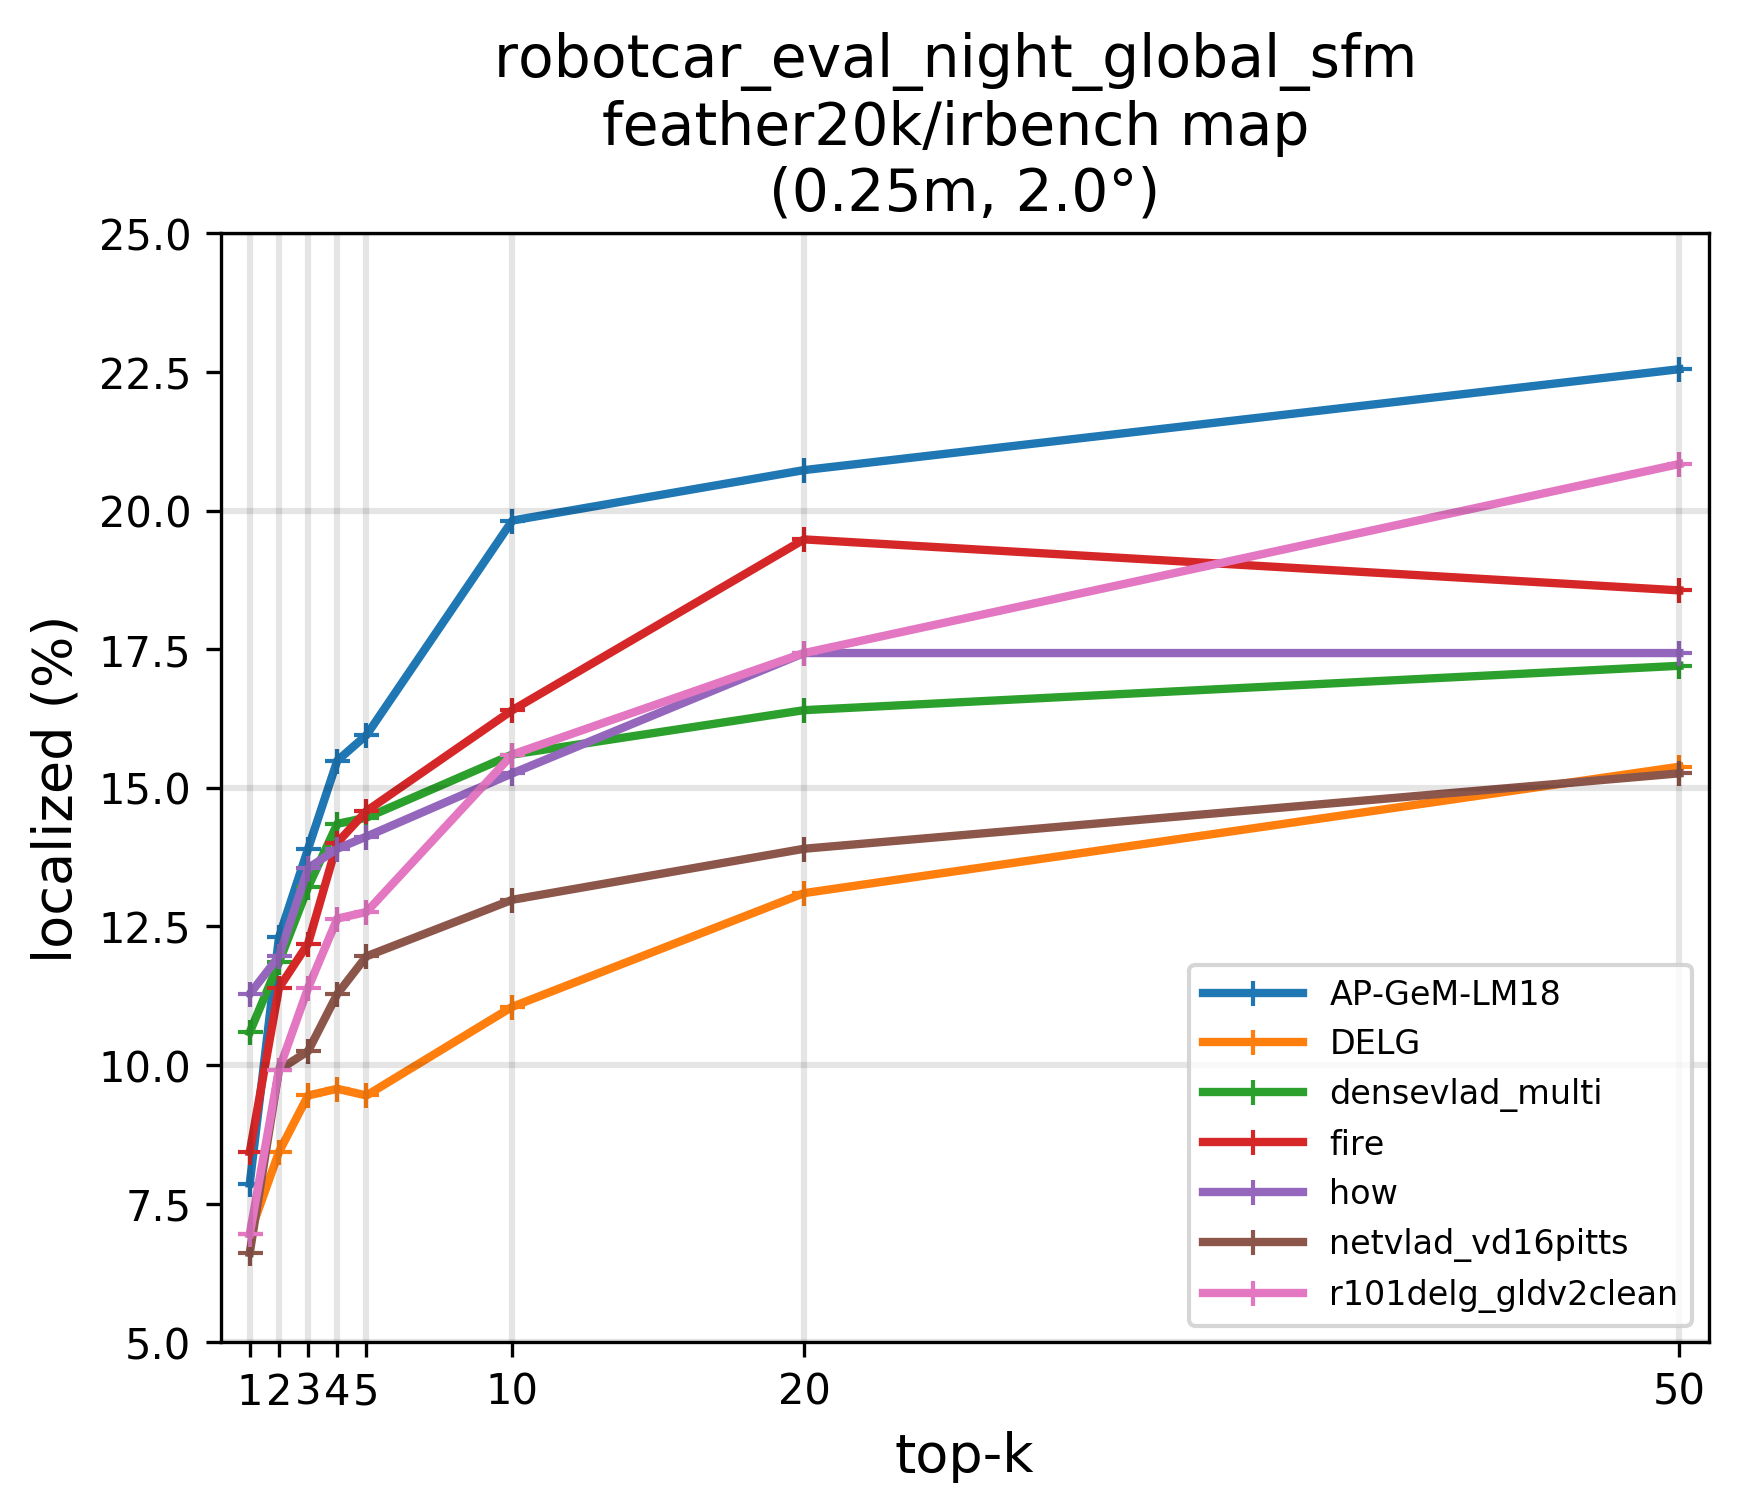 robotcar_eval_night_global_sfm
feather20k/irbench map
(0.25m, 2.0°)
25.0
22.5
20.0
17.5
15.0
12.5
10.0
7.5
5.0
localized (%)
AP-GeM-LM18
DELG
densevlad_multi
fire
how
netvlad_vd16pitts
r101delg_gldv2clean
1 2 3 4 5 10 20 50
top-k